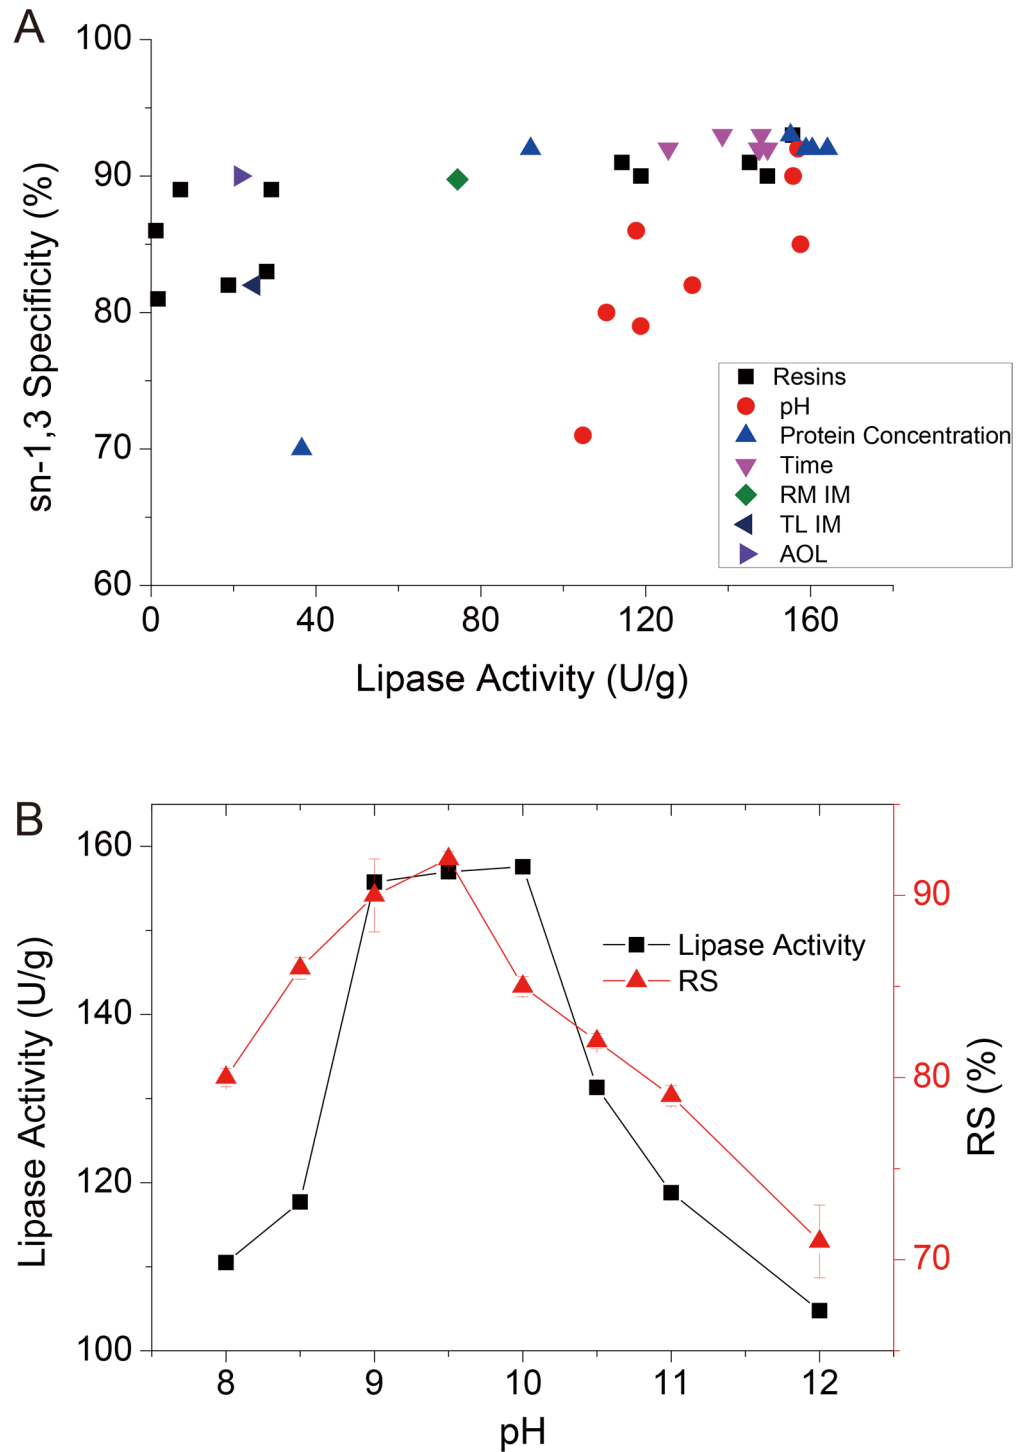 A
100
90
80
70
60
sn-1,3 Specificity (%)
0 40 80 120 160
Lipase Activity (U/g)
Resins
pH
Protein Concentration
Time
RM IM
TL IM
AOL
B
160
140
120
100
Lipase Activity (U/g)
Lipase Activity
RS
90
80
70
RS (%)
8 9 10 11 12
pH